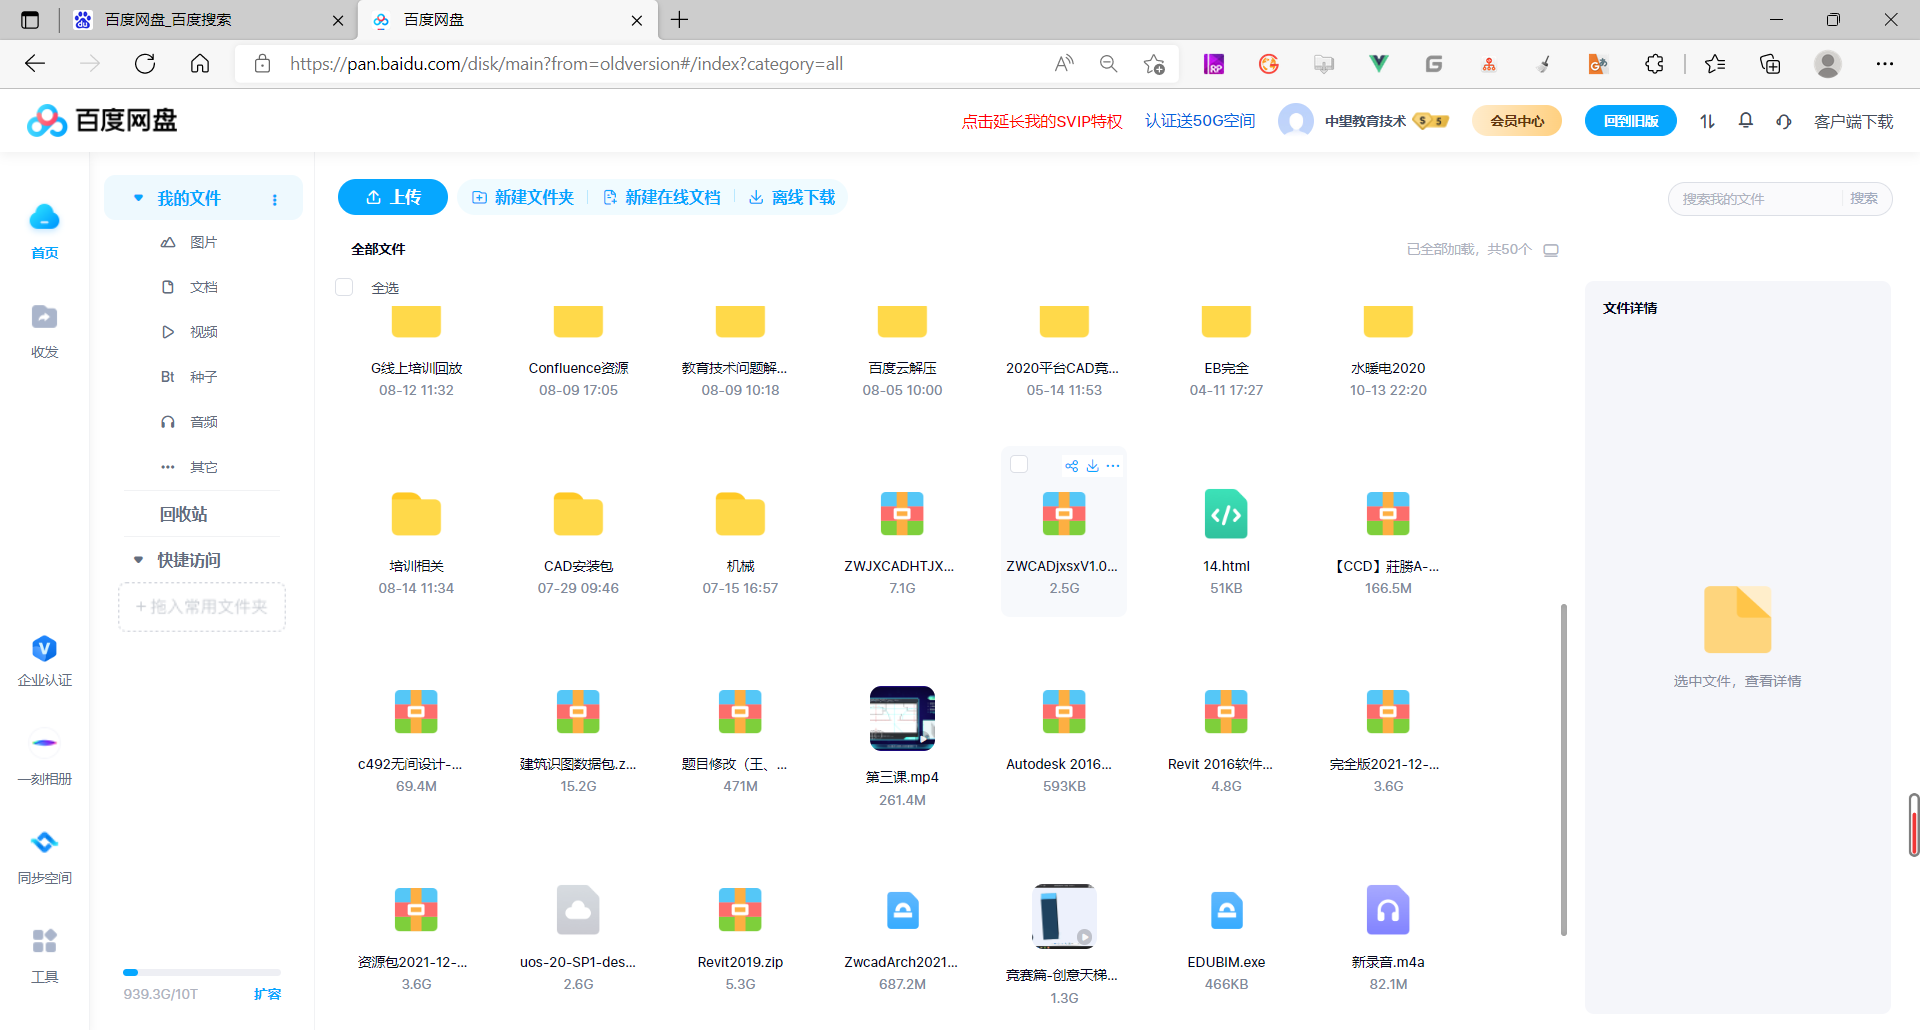 百度网盘_百度搜索
百度网盘
https://pan.baidu.com/disk/main?from=oldversion#/index?category=all
百度网盘
点击延长我的SVIP特权
认证送50G空间
中望教育技术
S 5
会员中心
回到旧版
客户端下载
首页
收发
企业认证
一刻相册
同步空间
工具
我的文件
图片
文档
视频
Bt 种子
音频
其它
回收站
快捷访问
+ 拖入常用文件夹
939.3G/10T
扩容
上传
新建文件夹
新建在线文档
离线下载
搜索我的文件
搜索
全部文件
已全部加载，共50个
全选
G线上培训回放
08-12 11:32
Confluence资源
08-09 17:05
教育技术问题解...
08-09 10:18
百度云解压
08-05 10:00
2020平台CAD竞...
05-14 11:53
EB完全
04-11 17:27
水暖电2020
10-13 22:20
培训相关
08-14 11:34
CAD安装包
07-29 09:46
机械
07-15 16:57
ZWJXCADHTJX...
7.1G
ZWCADjxsxV1.0...
2.5G
14.html
51KB
【CCD】莊勝A-...
166.5M
c492无间设计-...
69.4M
建筑识图数据包.z...
15.2G
题目修改（王、...
471M
第三课.mp4
261.4M
Autodesk 2016...
593KB
Revit 2016软件...
4.8G
完全版2021-12-...
3.6G
资源包2021-12-...
3.6G
uos-20-SP1-des...
2.6G
Revit2019.zip
5.3G
ZwcadArch2021...
687.2M
竞赛篇-创意天梯...
1.3G
EDUBIM.exe
466KB
新录音.m4a
82.1M
文件详情
选中文件，查看详情